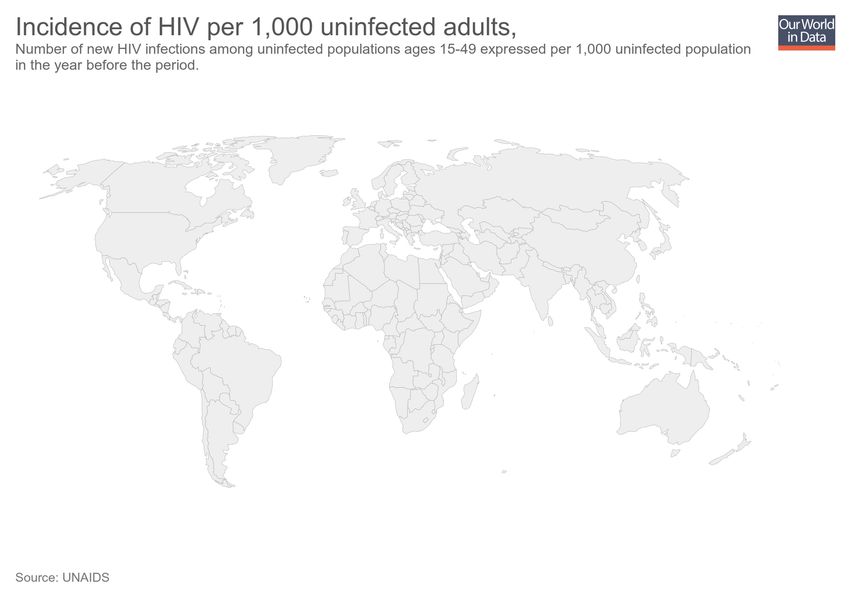 Incidence of HIV per 1,000 uninfected adults,
Number of new HIV infections among uninfected populations ages 15-49 expressed per 1,000 uninfected population
in the year before the period.
Our World
in Data
Source: UNAIDS